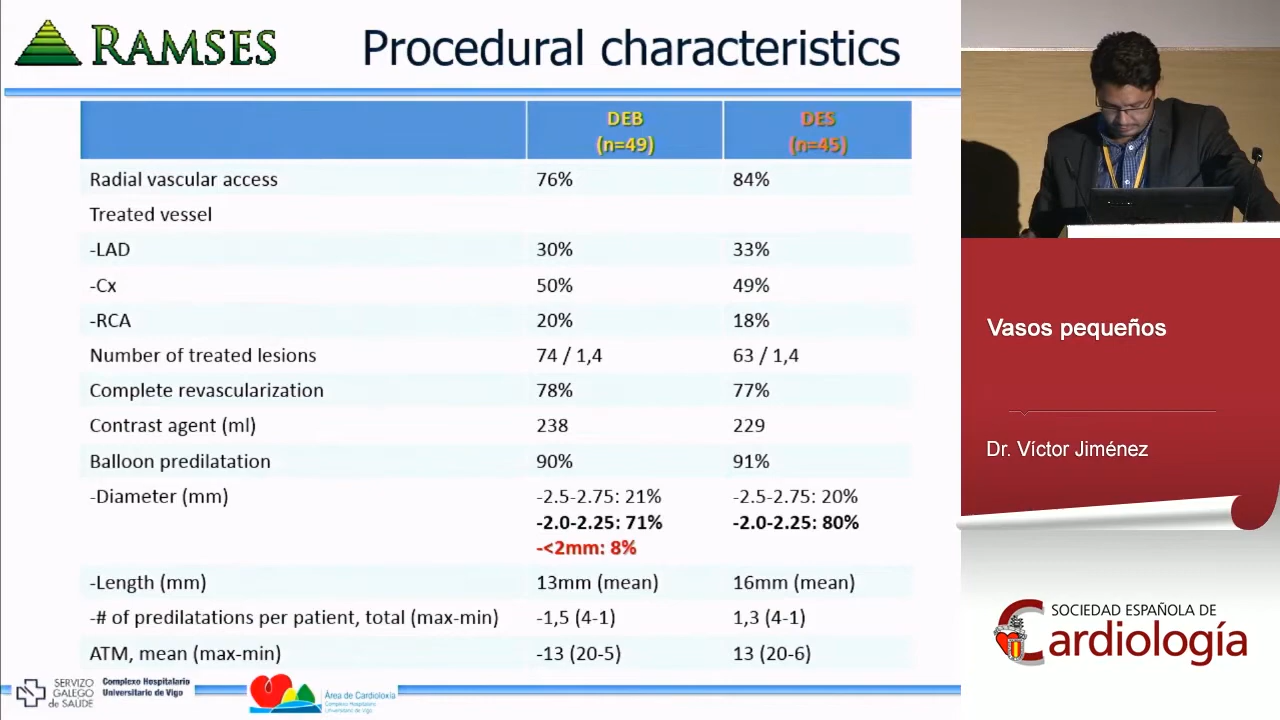 RAMSES
Procedural characteristics
DEB DES
(n=49) (n=45)
Radial vascular access 76% 84%
Treated vessel
-LAD 30% 33%
-Cx 50% 49%
-RCA 20% 18%
Number of treated lesions 74 / 1,4 63 / 1,4
Complete revascularization 78% 77%
Contrast agent (ml) 238 229
Balloon predilatation 90% 91%
-Diameter (mm) -2.5-2.75: 21% -2.5-2.75: 20%
-2.0-2.25: 71% -2.0-2.25: 80%
-<2mm: 8%
-Length (mm) 13mm (mean) 16mm (mean)
-# of predilatations per patient, total (max-min) -1,5 (4-1) 1,3 (4-1)
ATM, mean (max-min) -13 (20-5) 13 (20-6)
SERVIZO
GALEGO
de SAÚDE
Complexo Hospitalario
Universitario de Vigo
Área de Cardioloxía
Complexo Hospitalario
Universitario de Vigo
Vasos pequeños
Dr. Víctor Jiménez
SOCIEDAD ESPAÑOLA DE
Cardiología